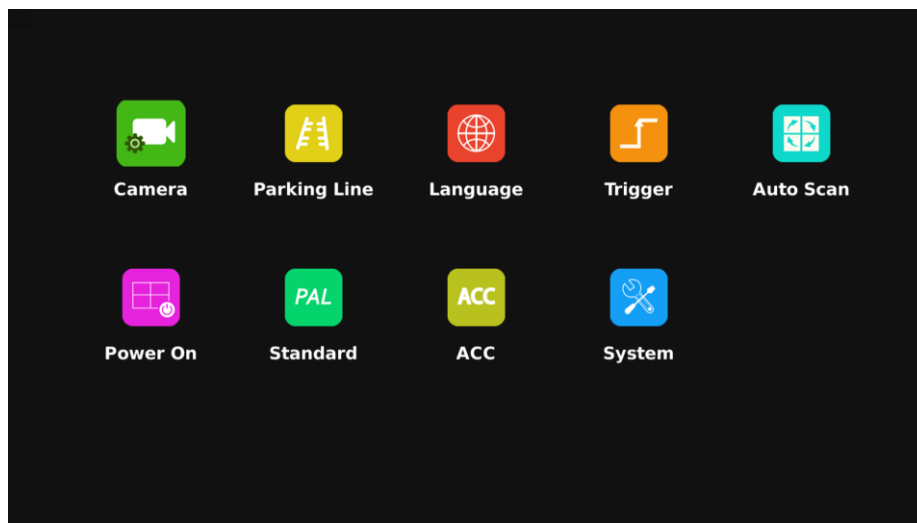 Camera Parking Line Language Trigger Auto Scan
PAL ACC
Power On Standard ACC System